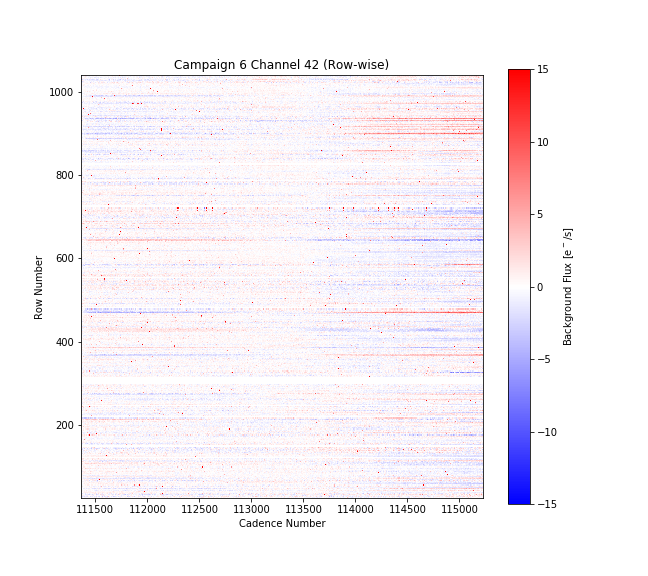 Campaign 6 Channel 42 (Row-wise)
1000
800
600
400
200
Row Number
111500 112000 112500 113000 113500 114000 114500 115000
Cadence Number
15
10
5
0
−5
−10
−15
Background Flux [e⁻/s]